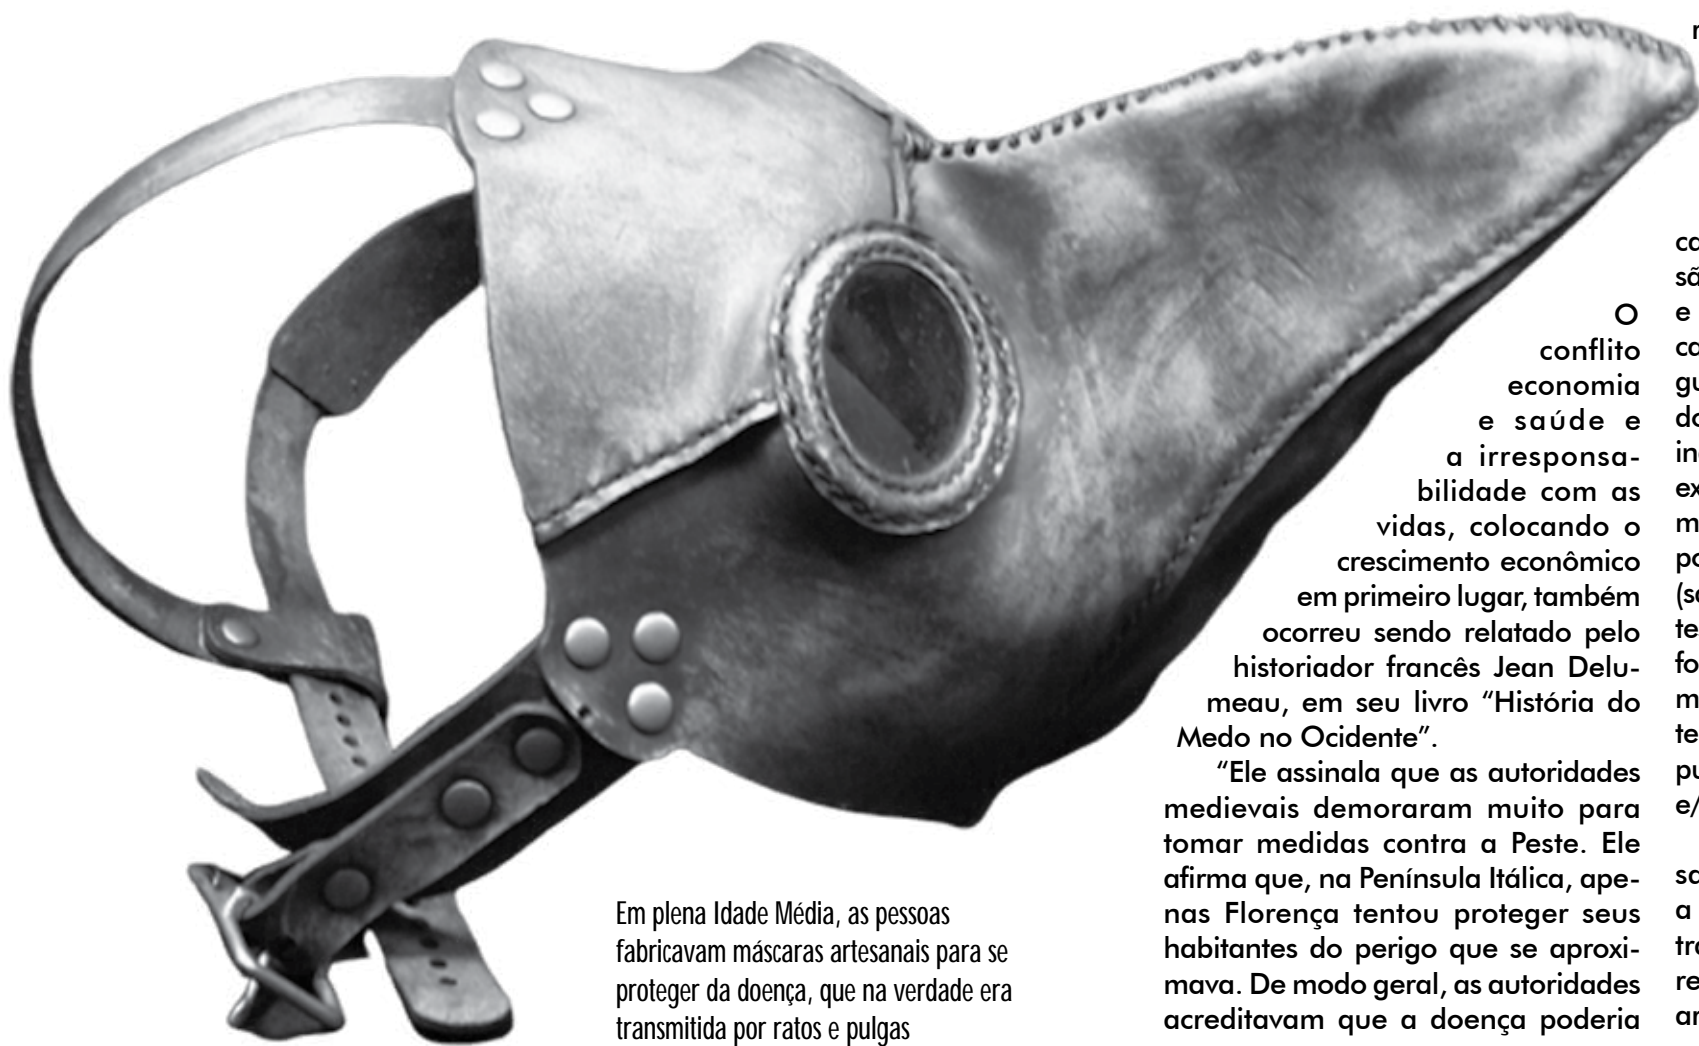 O
conflito
economia
e saúde e
a irresponsa-
bilidade com as
vidas, colocando o
crescimento econômico
em primeiro lugar, também
ocorreu sendo relatado pelo
historiador francês Jean Delu-
meau, em seu livro “História do
Medo no Ocidente”.
“Ele assinala que as autoridades
medievais demoraram muito para
tomar medidas contra a Peste. Ele
afirma que, na Península Itálica, ape-
nas Florença tentou proteger seus
habitantes do perigo que se aproxi-
mava. De modo geral, as autoridades
acreditavam que a doença poderia
Em plena Idade Média, as pessoas
fabricavam máscaras artesanais para se
proteger da doença, que na verdade era
transmitida por ratos e pulgas